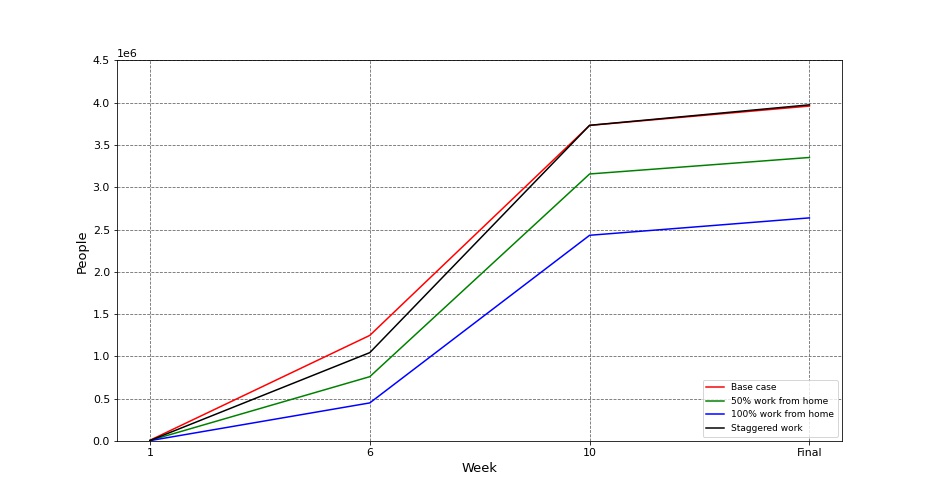 1e6
4.5
4.0
3.5
3.0
2.5
2.0
1.5
1.0
0.5
0.0
People
1
6
10
Final
Week
Base case
50% work from home
100% work from home
Staggered work